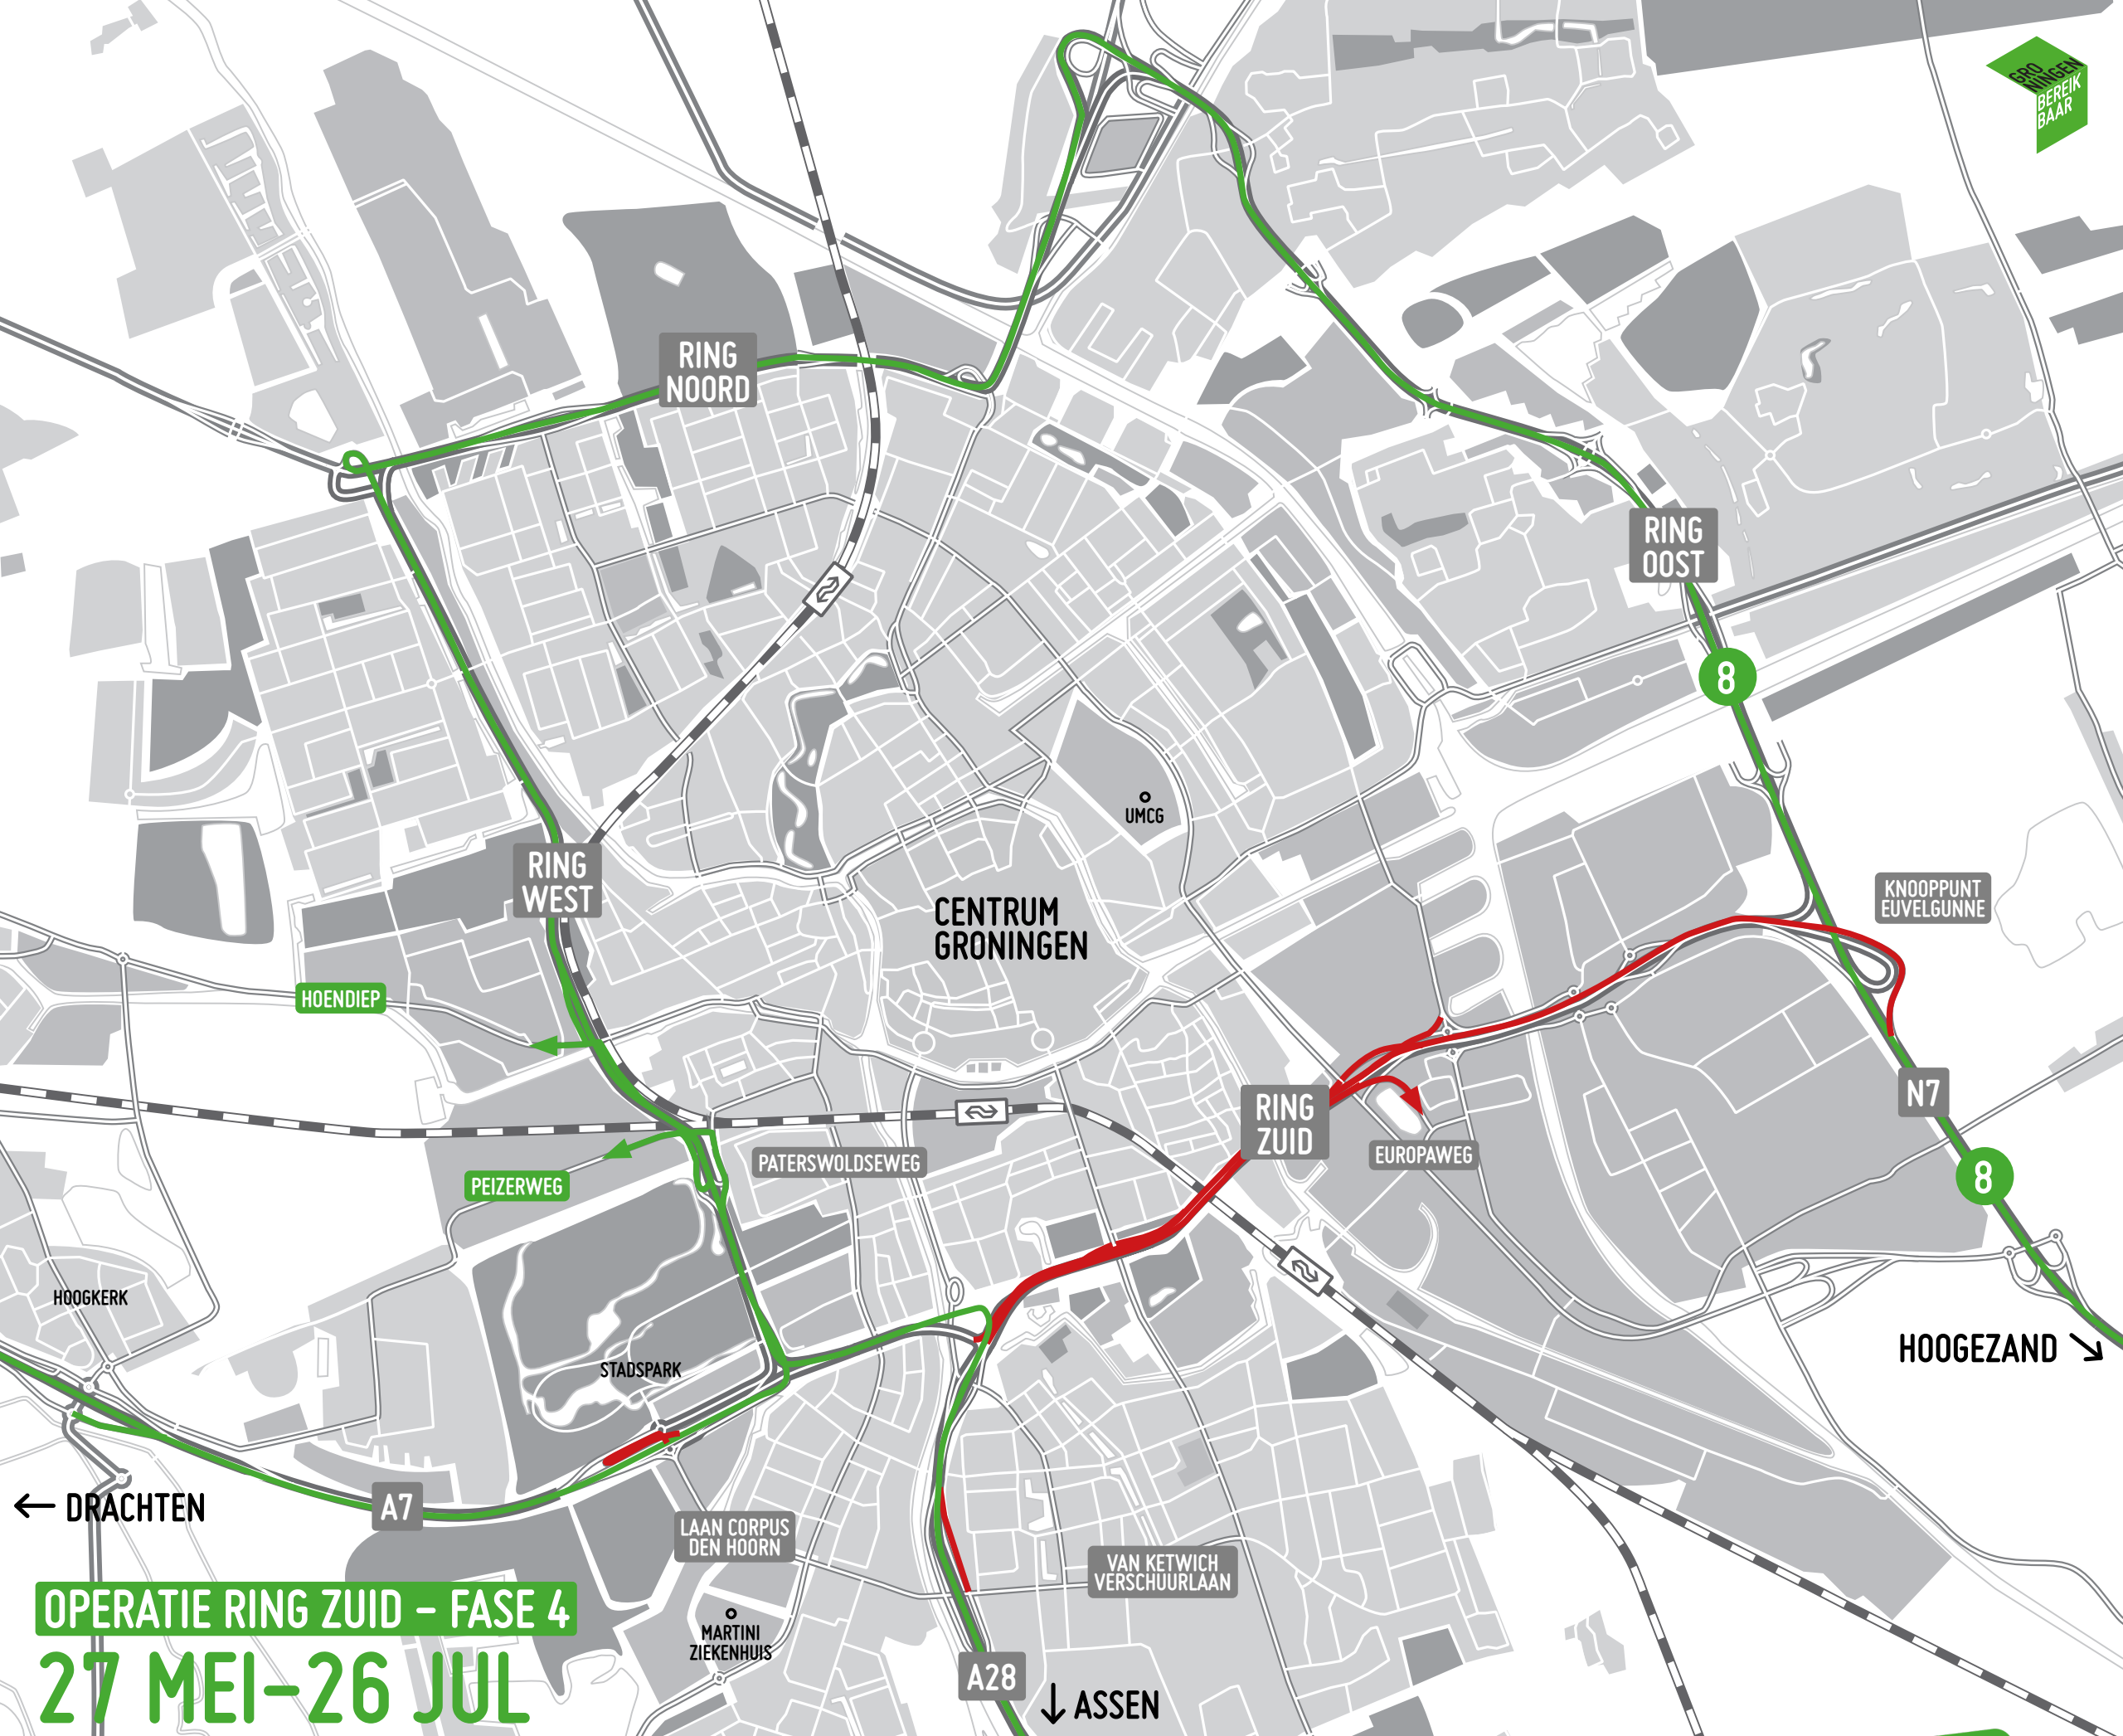 GRO
NINGEN
BEREIK
BAAR
RING
NOORD
RING
OOST
8
RING
WEST
UMCG
KNOOPPUNT
EUVELGUNNE
CENTRUM
GRONINGEN
HOENDIEP
RING
ZUID
N7
PATERSWOLDSEWEG
EUROPAWEG
PEIZERWEG
8
HOOGKERK
STADSPARK
HOOGEZAND
A7
DRACHTEN
LAAN CORPUS
DEN HOORN
VAN KETWICH
VERSCHUURLAAN
OPERATIE RING ZUID – FASE 4
MARTINI
ZIEKENHUIS
27 MEI–26 JUL
A28
ASSEN